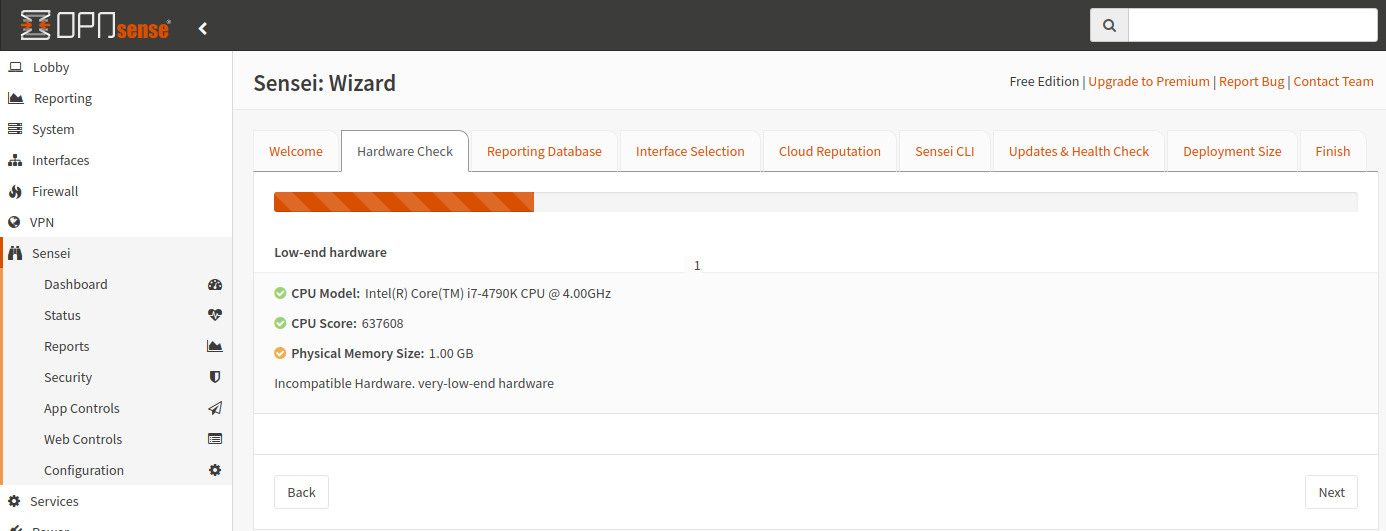 OPNsense®
Lobby
Reporting
System
Interfaces
Firewall
VPN
Sensei
Dashboard
Status
Reports
Security
App Controls
Web Controls
Configuration
Services
Power
Sensei: Wizard
Free Edition | Upgrade to Premium | Report Bug | Contact Team
Welcome Hardware Check Reporting Database Interface Selection Cloud Reputation Sensei CLI Updates & Health Check Deployment Size Finish
Low-end hardware
1
CPU Model: Intel(R) Core(TM) i7-4790K CPU @ 4.00GHz
CPU Score: 637608
Physical Memory Size: 1.00 GB
Incompatible Hardware. very-low-end hardware
Back Next